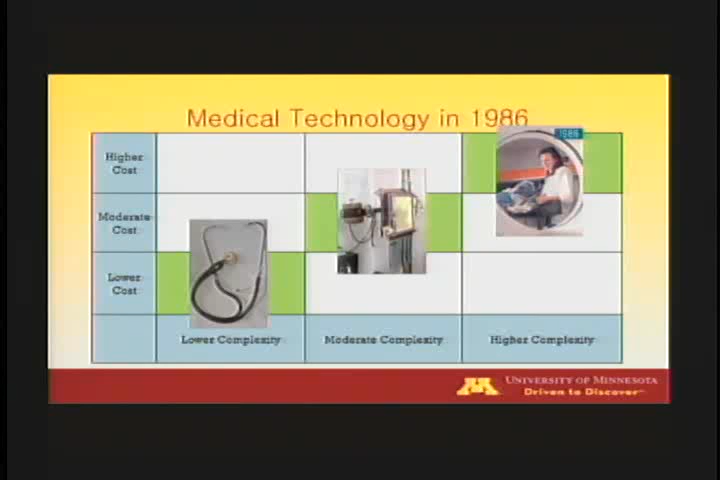 Medical Technology in 1986
1986
Higher
Cost
Moderate
Cost
Lower
Cost
Lower Complexity
Moderate Complexity
Higher Complexity
UNIVERSITY OF MINNESOTA
Driven to Discover℠